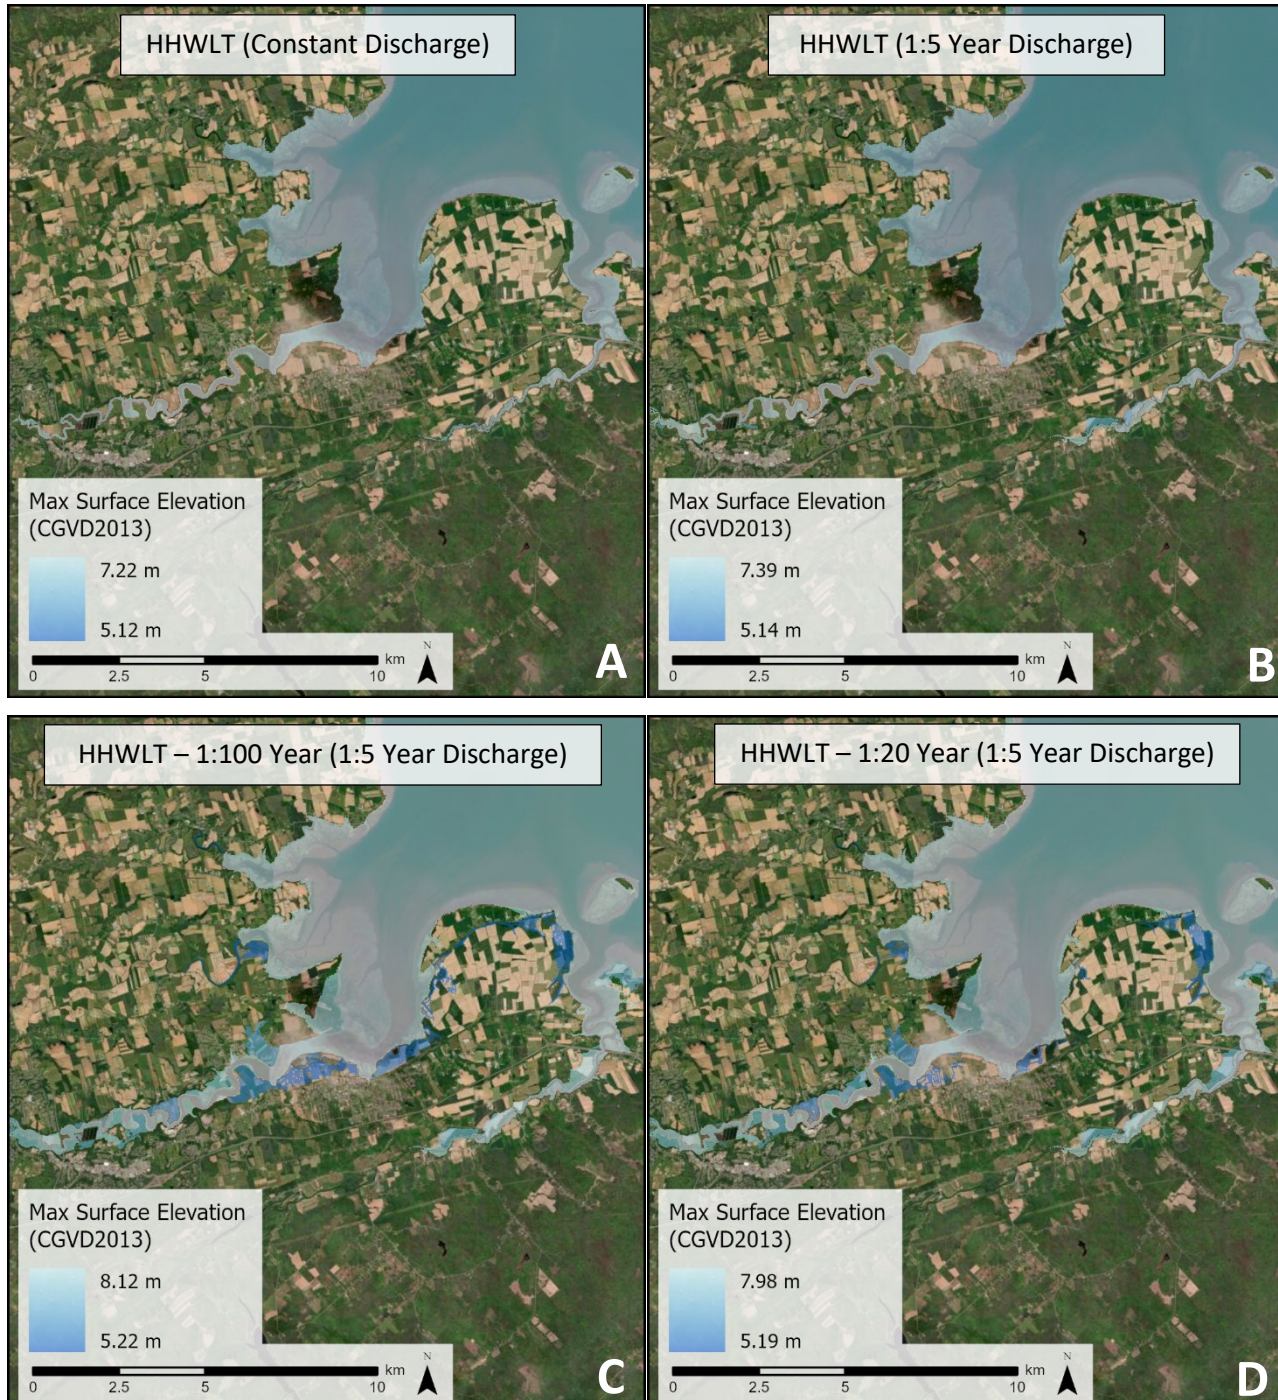 HHWLT (Constant Discharge)
Max Surface Elevation
(CGVD2013)
7.22 m
5.12 m
0 2.5 5 10 km
N
A
HHWLT (1:5 Year Discharge)
Max Surface Elevation
(CGVD2013)
7.39 m
5.14 m
0 2.5 5 10 km
N
B
HHWLT – 1:100 Year (1:5 Year Discharge)
Max Surface Elevation
(CGVD2013)
8.12 m
5.22 m
0 2.5 5 10 km
N
C
HHWLT – 1:20 Year (1:5 Year Discharge)
Max Surface Elevation
(CGVD2013)
7.98 m
5.19 m
0 2.5 5 10 km
N
D